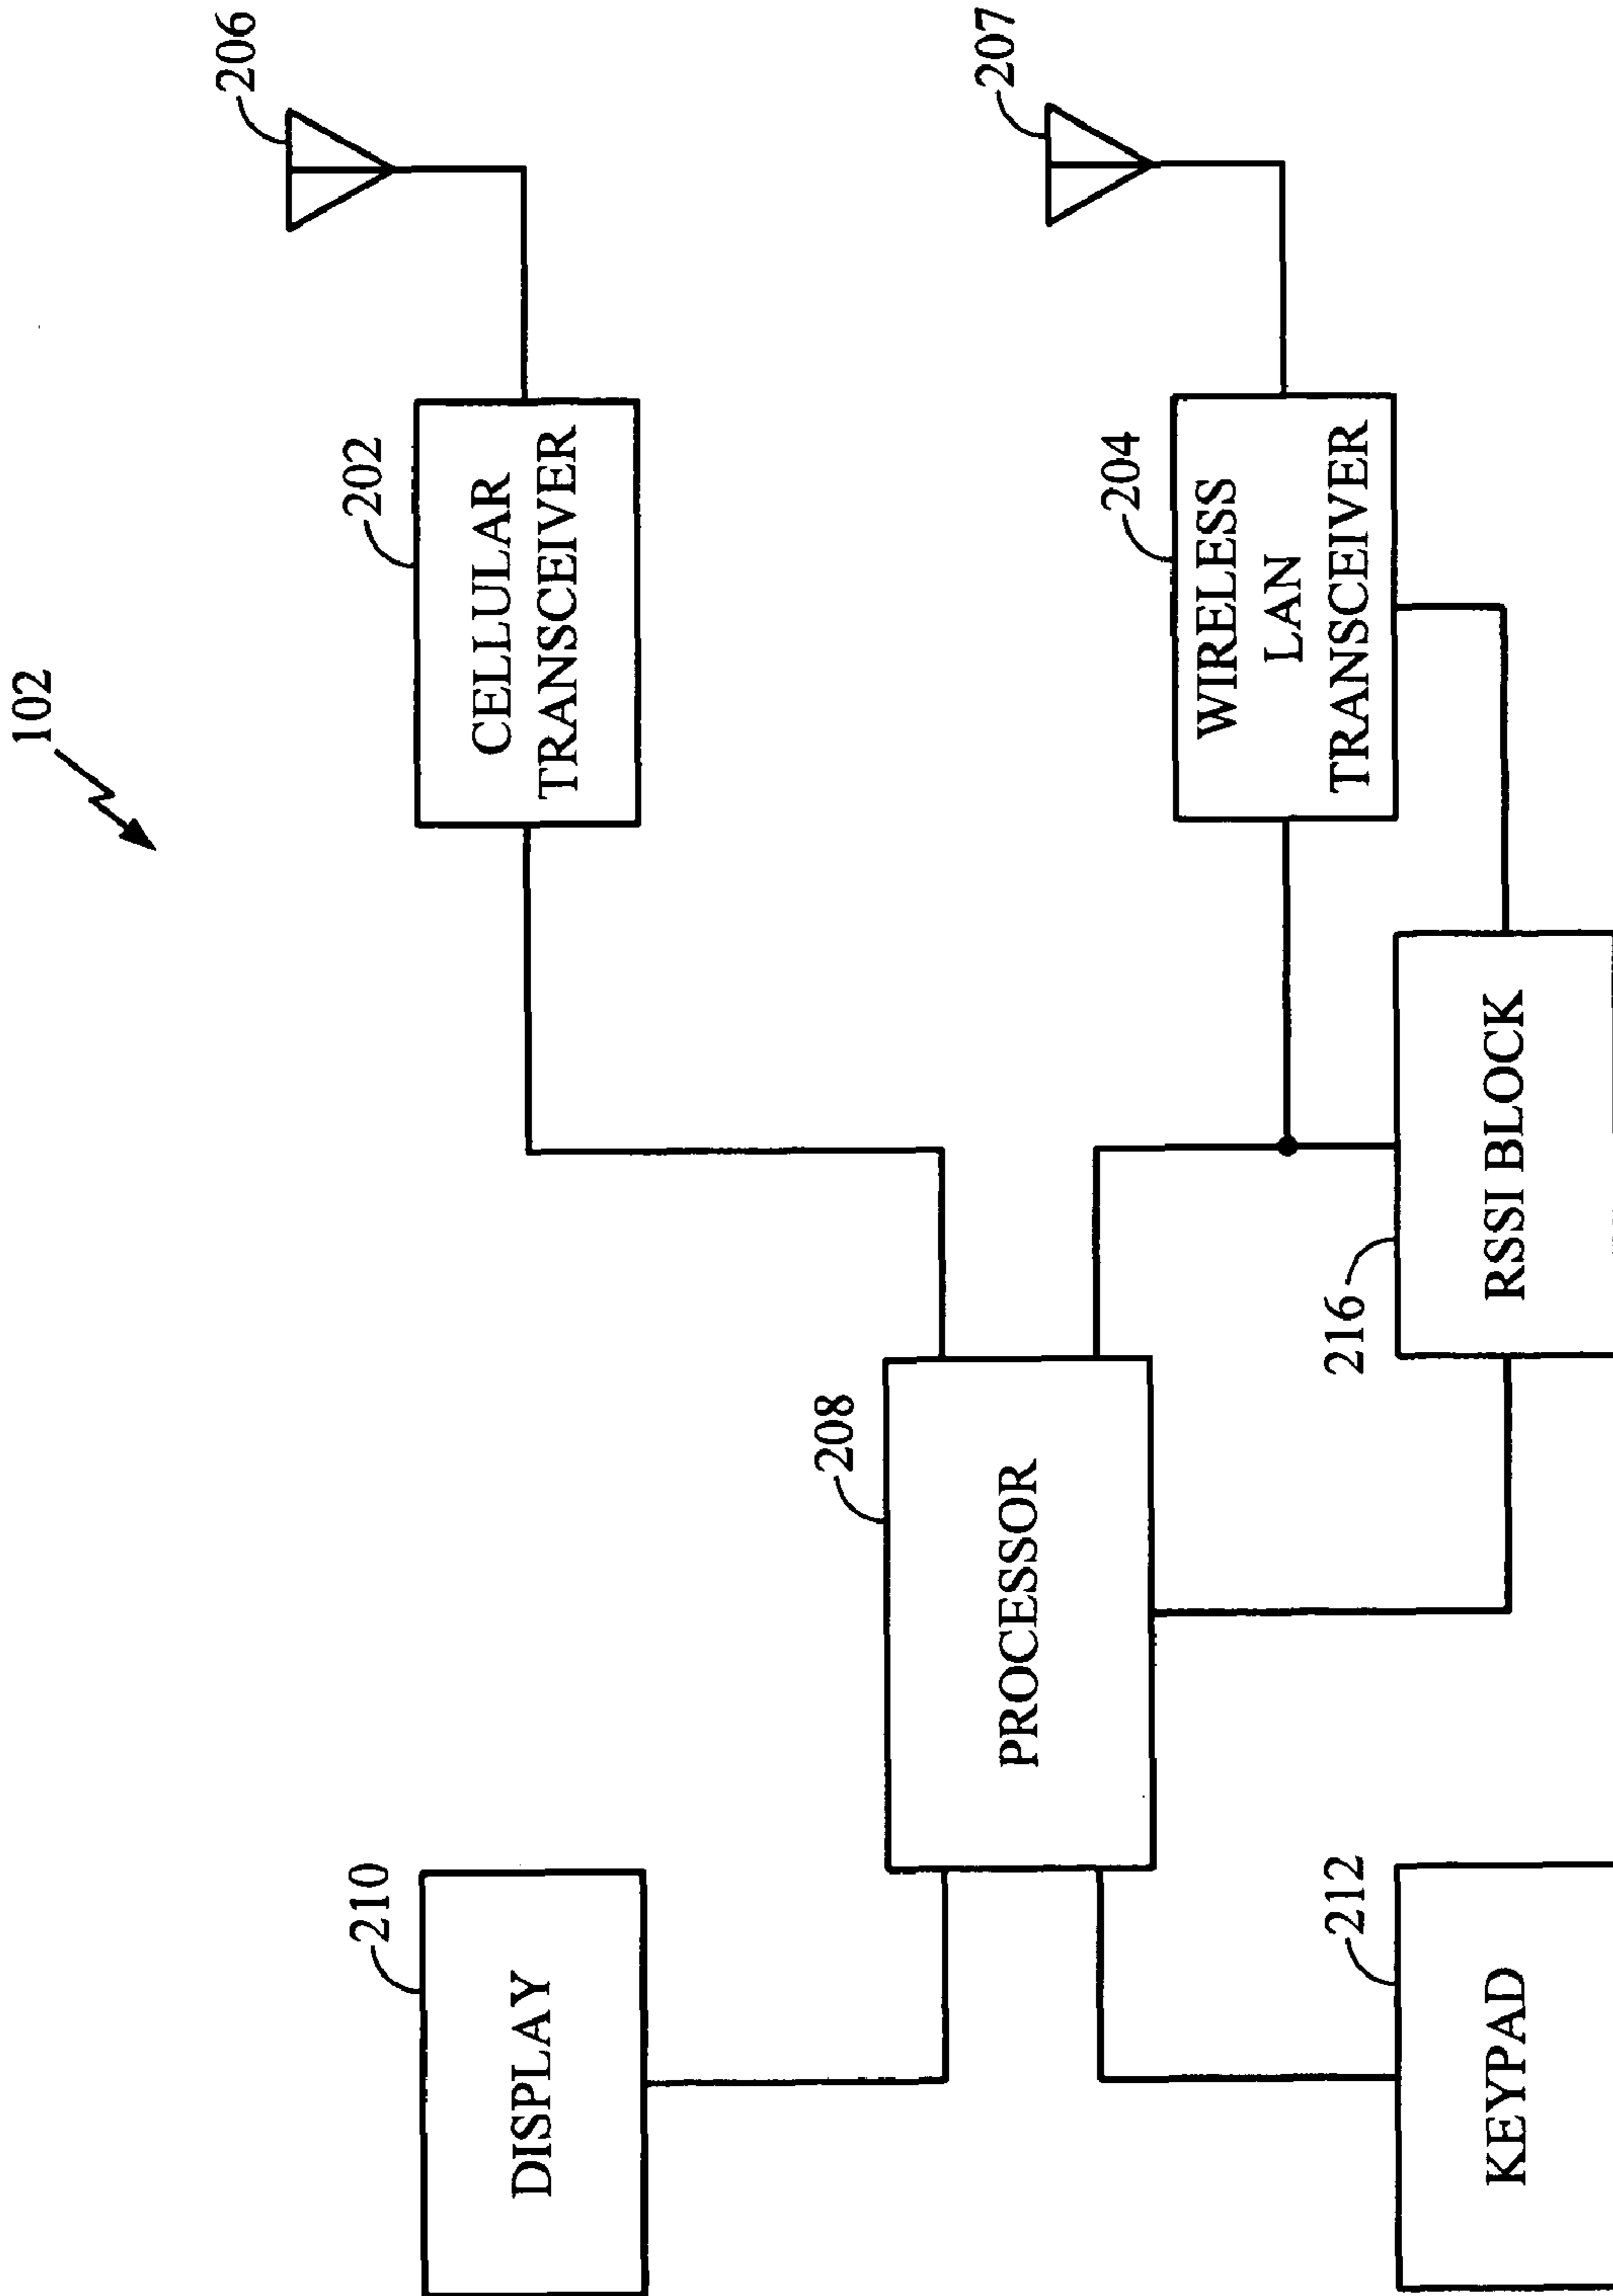 102
206
202
CELLULAR
TRANSCEIVER
207
204
WIRELESS
LAN
TRANSCEIVER
210
DISPLAY
208
PROCESSOR
216
RSSI BLOCK
212
KEYPAD